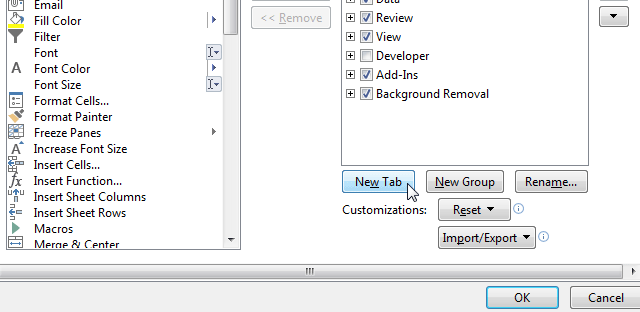 Email
Fill Color
Filter
Font
Font Color
Font Size
Format Cells...
Format Painter
Freeze Panes
Increase Font Size
Insert Cells...
Insert Function...
Insert Sheet Columns
Insert Sheet Rows
Macros
Merge & Center
<< Remove
Data
Review
View
Developer
Add-Ins
Background Removal
New Tab
New Group
Rename...
Customizations:
Reset
Import/Export
OK
Cancel